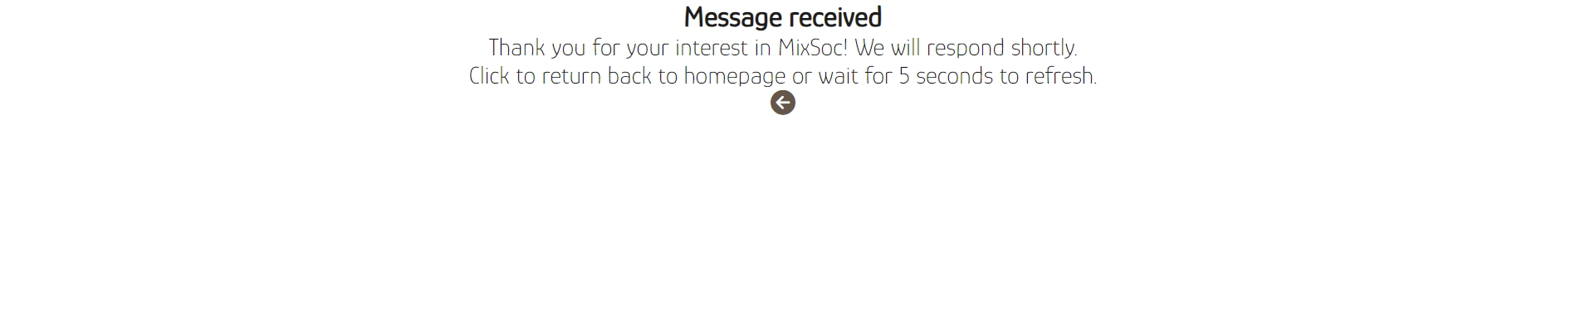 Message received
Thank you for your interest in MixSoc! We will respond shortly.
Click to return back to homepage or wait for 5 seconds to refresh.